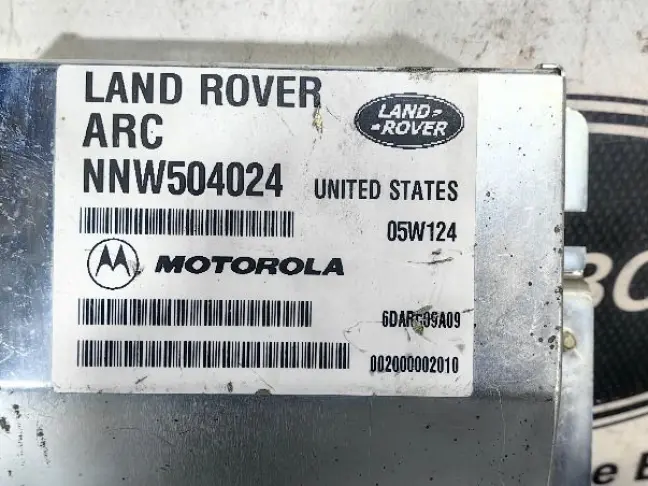 LAND ROVER
ARC
LAND-
-ROVER
NNW504024
UNITED STATES
05W124
MOTOROLA
002000002010